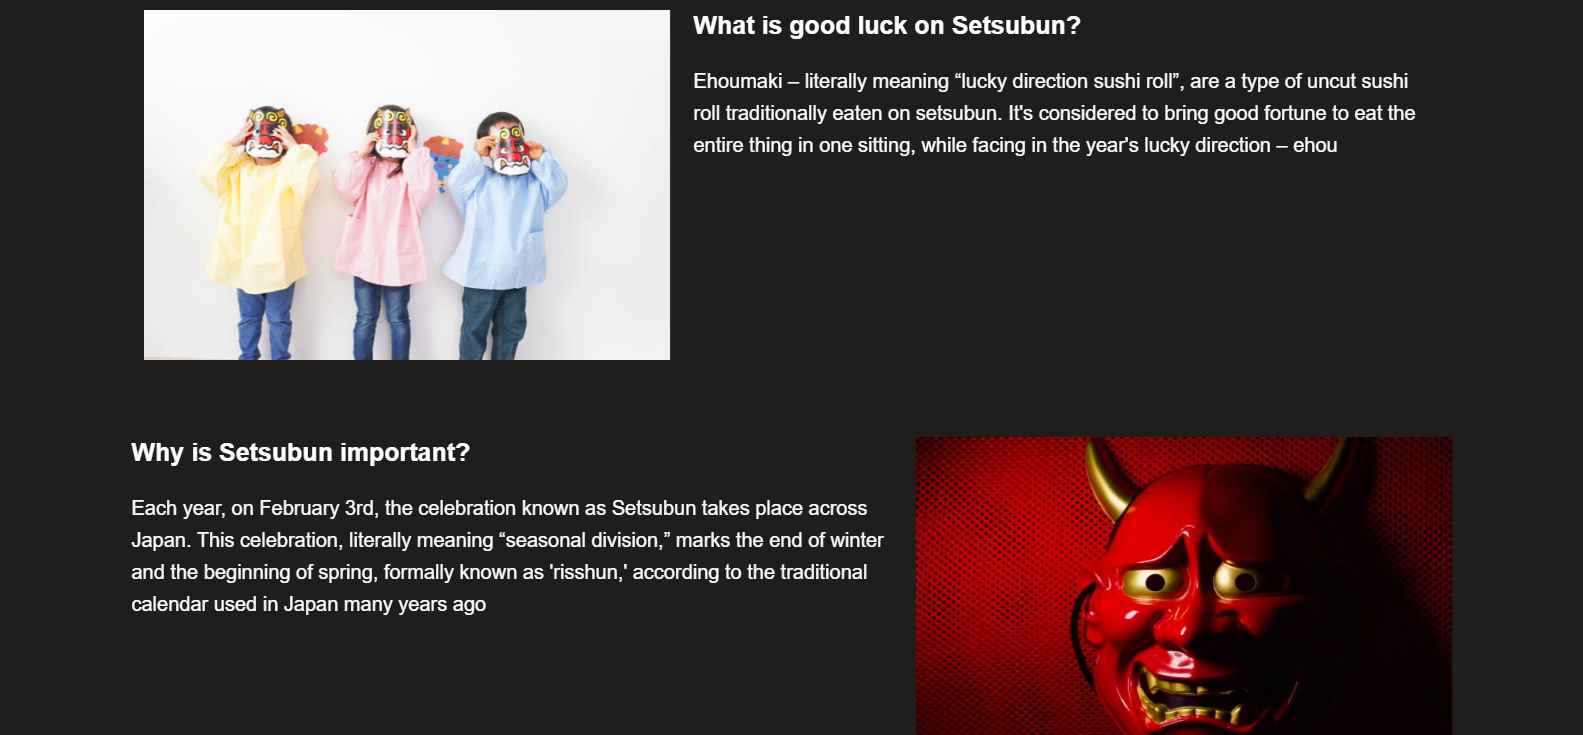 What is good luck on Setsubun?
Ehoumaki – literally meaning “lucky direction sushi roll”, are a type of uncut sushi
roll traditionally eaten on setsubun. It's considered to bring good fortune to eat the
entire thing in one sitting, while facing in the year's lucky direction – ehou
Why is Setsubun important?
Each year, on February 3rd, the celebration known as Setsubun takes place across
Japan. This celebration, literally meaning “seasonal division,” marks the end of winter
and the beginning of spring, formally known as 'risshun,' according to the traditional
calendar used in Japan many years ago